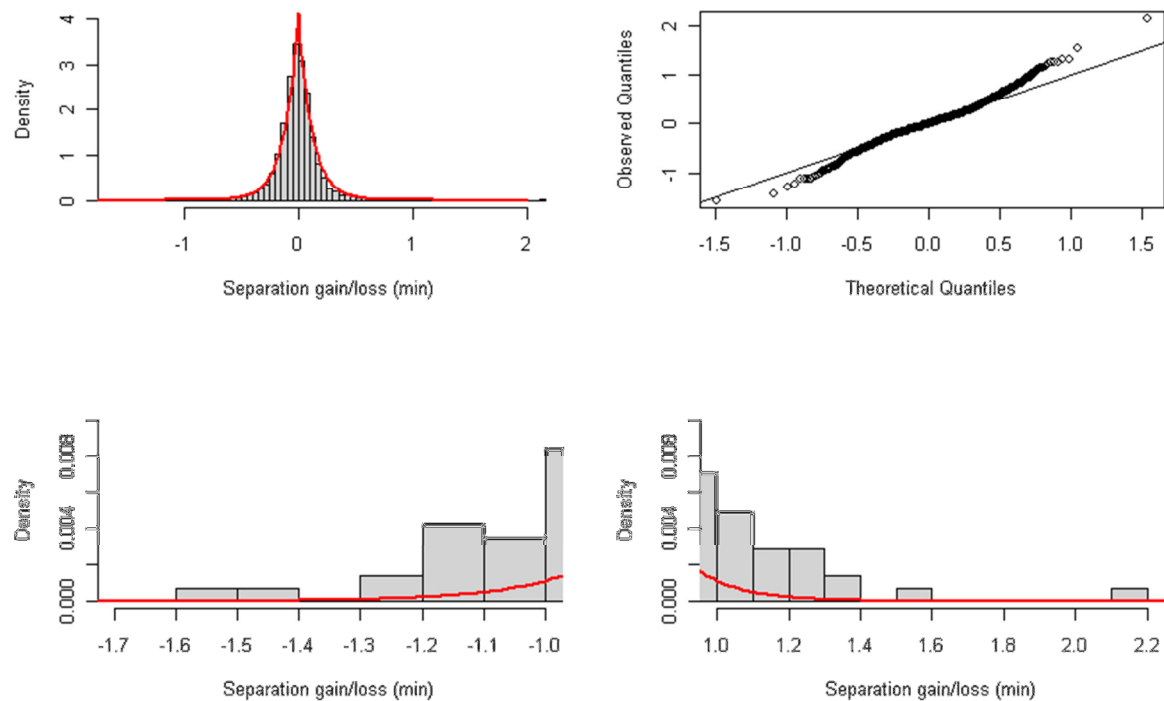 Density
4
3
2
1
0
-1 0 1 2
Separation gain/loss (min)
Observed Quantiles
2
1
0
-1
-1.5 -1.0 -0.5 0.0 0.5 1.0 1.5
Theoretical Quantiles
Density
0.008
0.004
0.000
-1.7 -1.6 -1.5 -1.4 -1.3 -1.2 -1.1 -1.0
Separation gain/loss (min)
Density
0.008
0.004
0.000
1.0 1.2 1.4 1.6 1.8 2.0 2.2
Separation gain/loss (min)